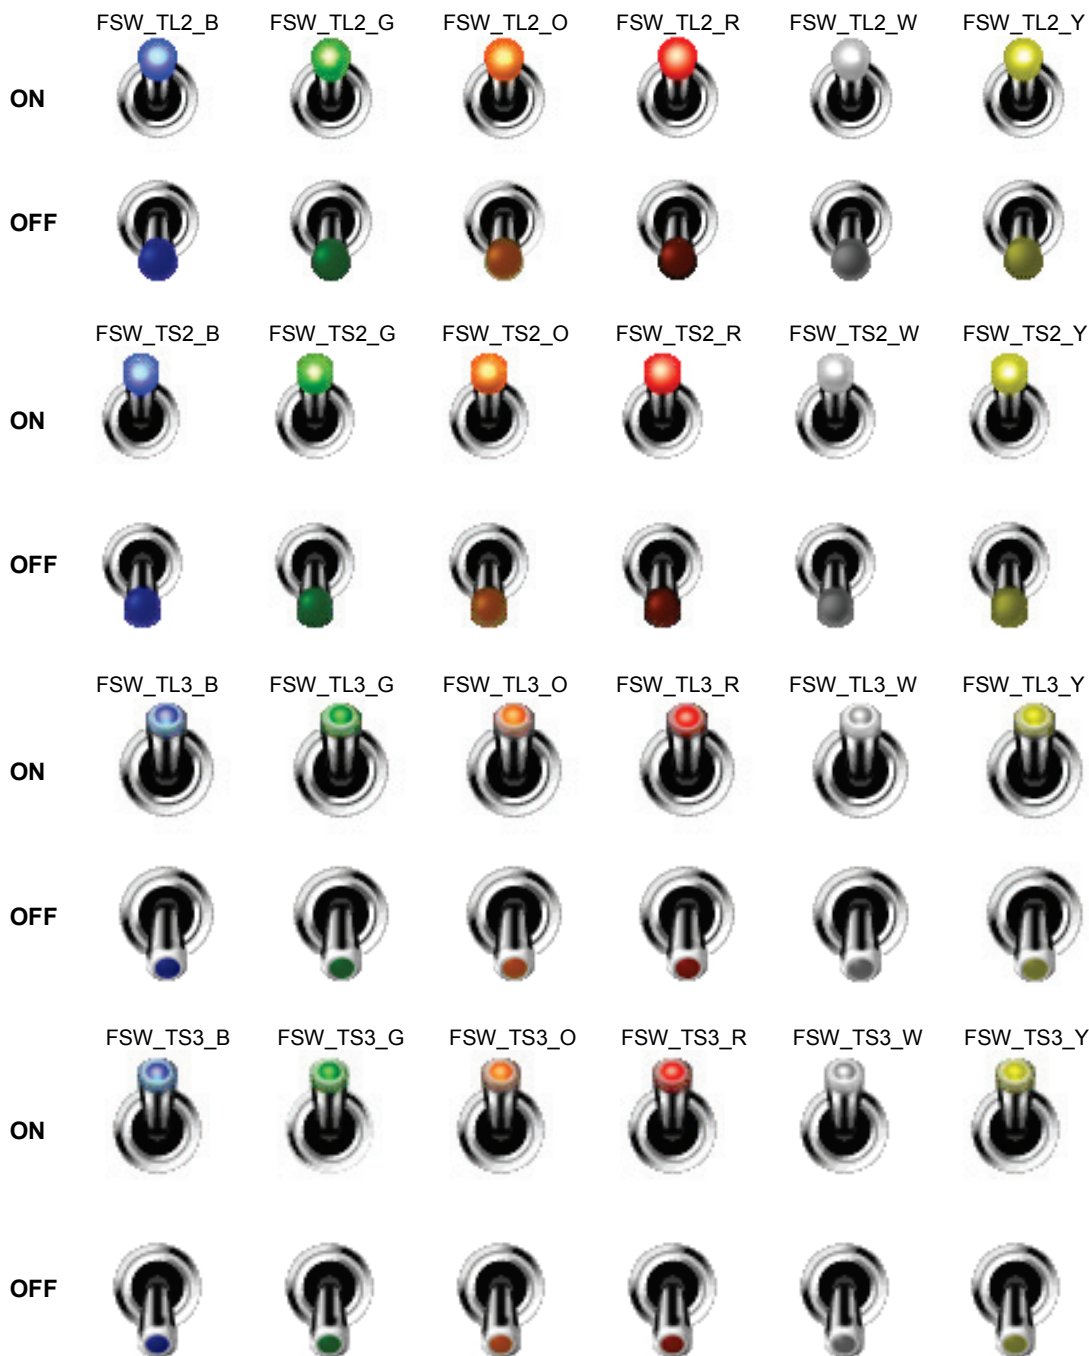 FSW_TL2_B FSW_TL2_G FSW_TL2_O FSW_TL2_R FSW_TL2_W FSW_TL2_Y
ON
OFF
FSW_TS2_B FSW_TS2_G FSW_TS2_O FSW_TS2_R FSW_TS2_W FSW_TS2_Y
ON
OFF
FSW_TL3_B FSW_TL3_G FSW_TL3_O FSW_TL3_R FSW_TL3_W FSW_TL3_Y
ON
OFF
FSW_TS3_B FSW_TS3_G FSW_TS3_O FSW_TS3_R FSW_TS3_W FSW_TS3_Y
ON
OFF